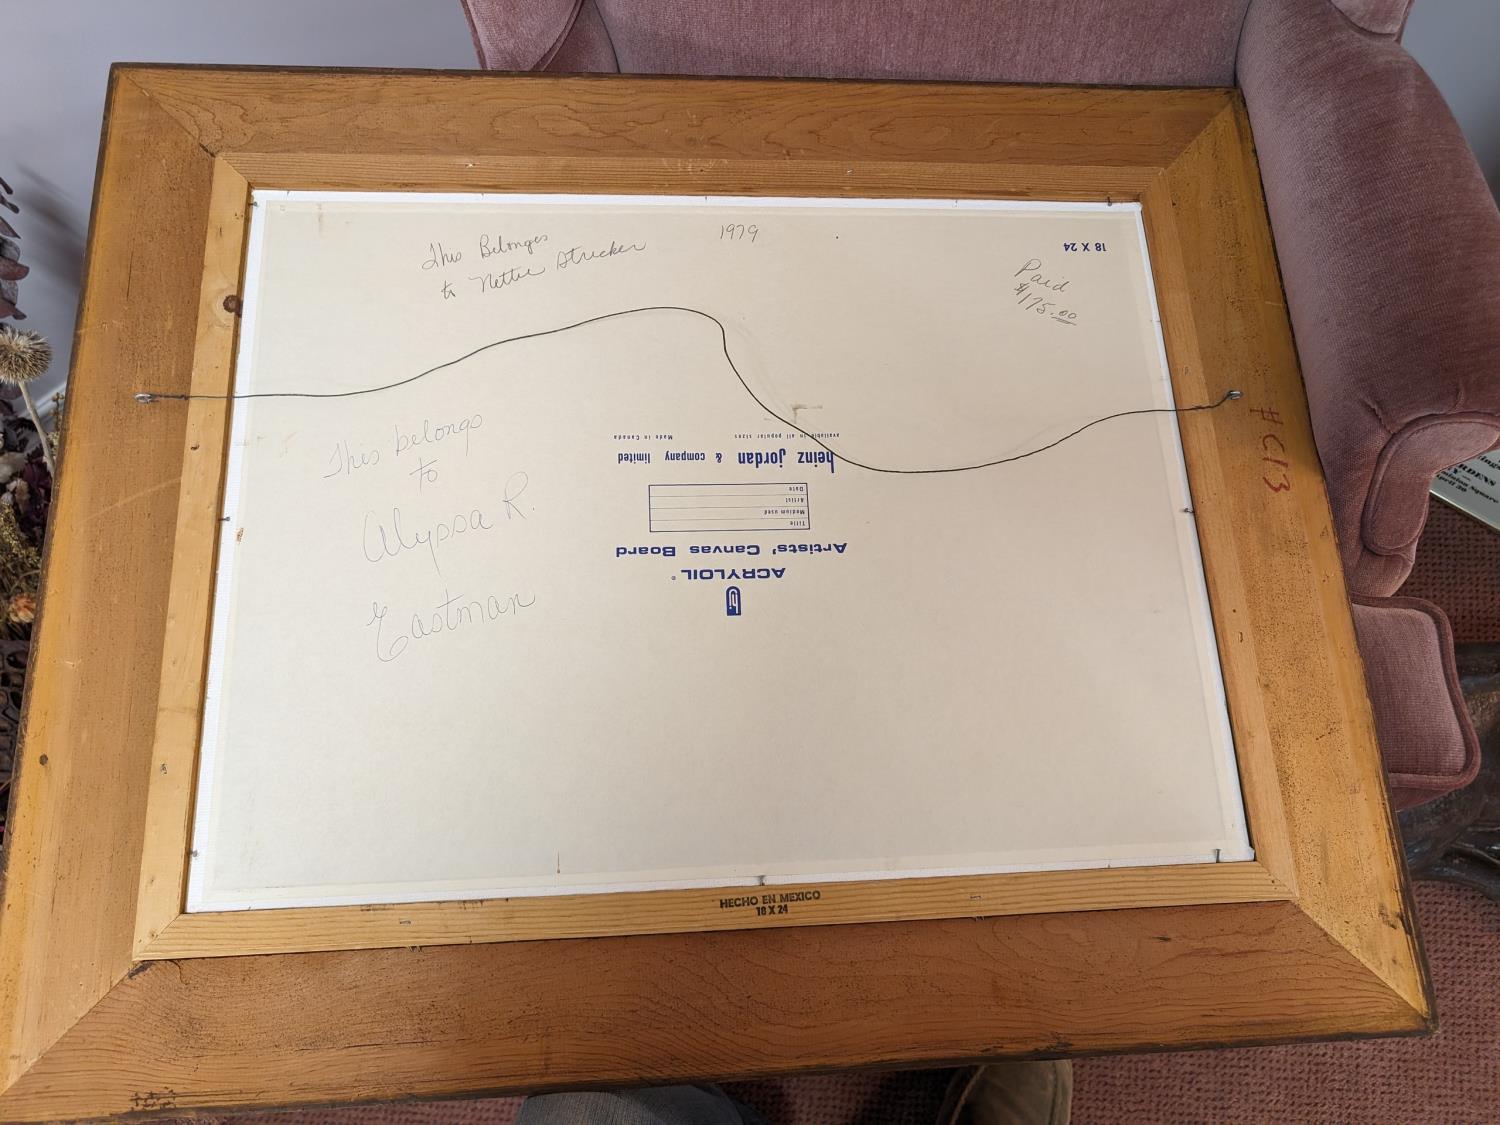 This Belonges
to Nettie Strecker
1979
18 X 24
Paid
$175.00
This belongs
to
Alyssa R.
Eastman
ACRYLOIL
Artists' Canvas Board
Title
Medium used
Artist
Date
heinz jordan & company limited
available in all popular sizes Made in Canada
hj
HECHO EN MEXICO
18 X 24